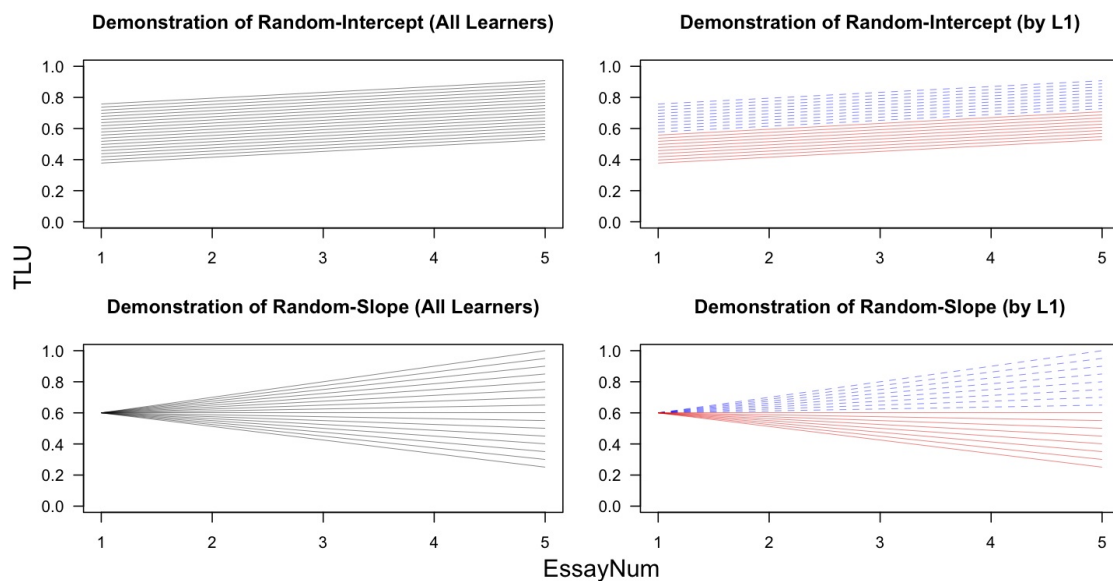 Demonstration of Random-Intercept (All Learners)
1.0
0.8
0.6
0.4
0.2
0.0
1 2 3 4 5
Demonstration of Random-Intercept (by L1)
1.0
0.8
0.6
0.4
0.2
0.0
1 2 3 4 5
TLU
Demonstration of Random-Slope (All Learners)
1.0
0.8
0.6
0.4
0.2
0.0
1 2 3 4 5
Demonstration of Random-Slope (by L1)
1.0
0.8
0.6
0.4
0.2
0.0
1 2 3 4 5
EssayNum